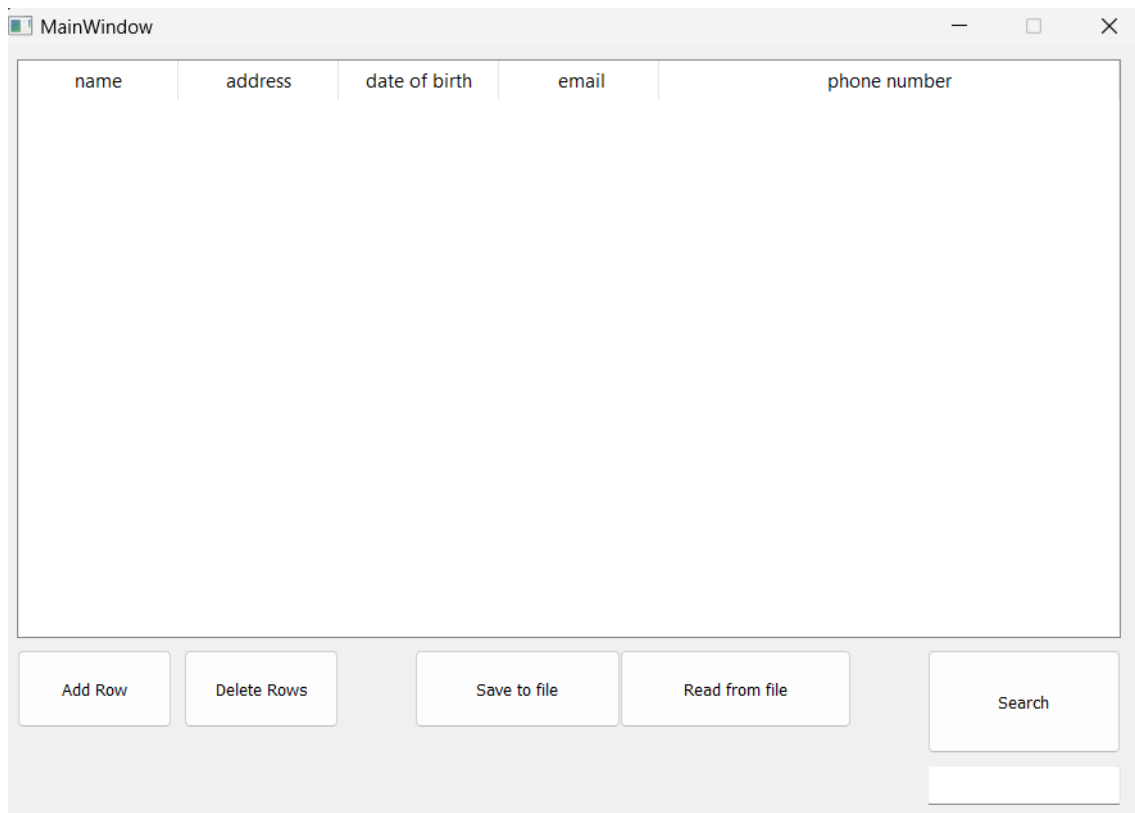 MainWindow
name address date of birth email phone number
Add Row Delete Rows Save to file Read from file Search